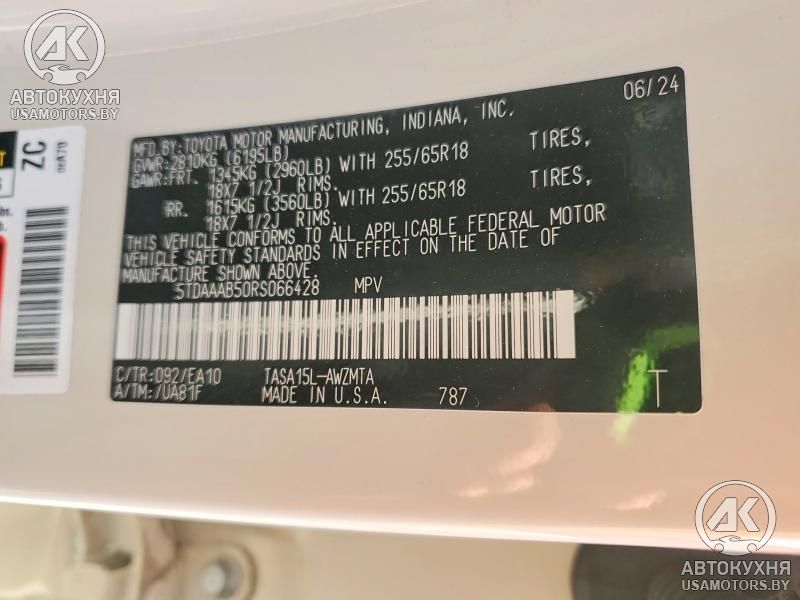 АК
АВТОКУХНЯ
USAMOTORS.BY
ZC
06/24
MFD.BY:TOYOTA MOTOR MANUFACTURING, INDIANA, INC.
GVWR:2810KG (6195LB)
GAWR:FRT. 1345KG (2960LB) WITH 255/65R18 TIRES,
18X7 1/2J RIMS.
RR. 1615KG (3560LB) WITH 255/65R18 TIRES,
18X7 1/2J RIMS.
THIS VEHICLE CONFORMS TO ALL APPLICABLE FEDERAL MOTOR
VEHICLE SAFETY STANDARDS IN EFFECT ON THE DATE OF
MANUFACTURE SHOWN ABOVE.
5TDAAAB50RS066428 MPV
C/TR:092/EA10 TASA15L-AWZMTA
A/TM:/UA81F MADE IN U.S.A. 787 T
АК
АВТОКУХНЯ
USAMOTORS.BY